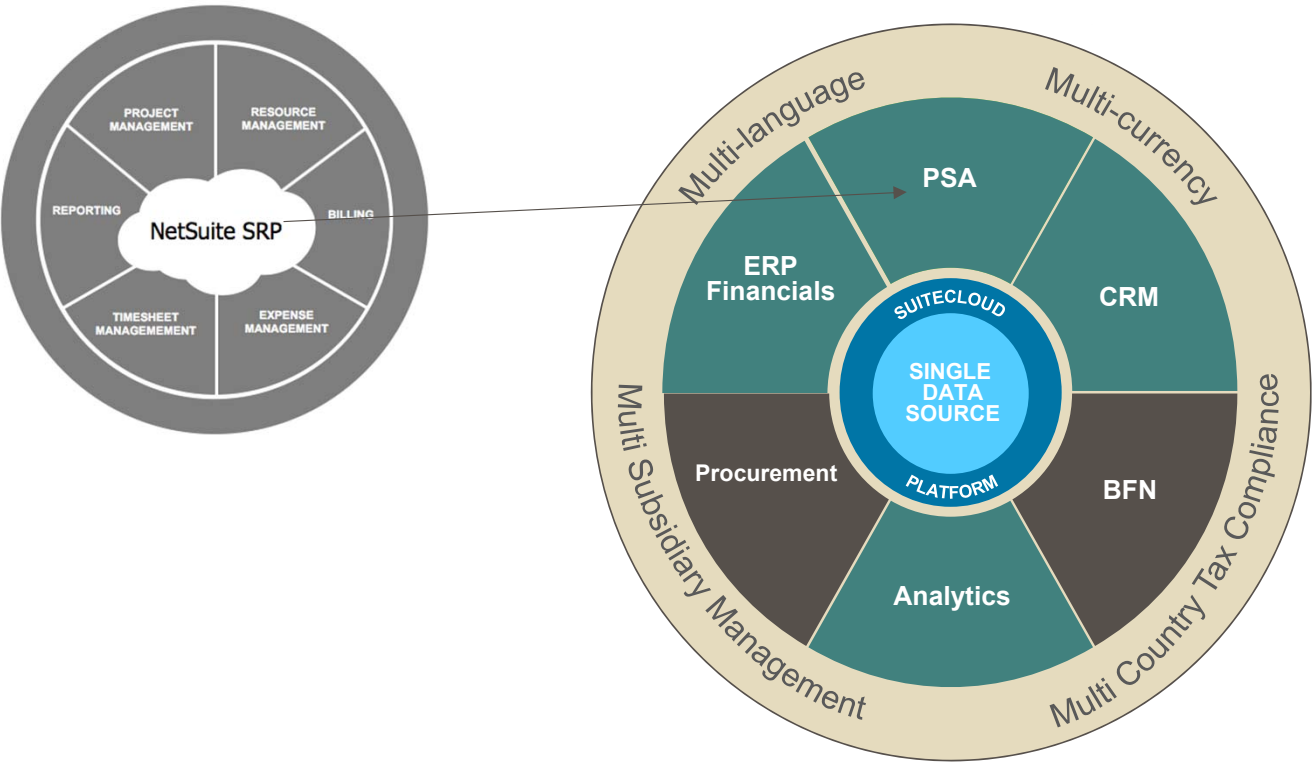 PROJECT
MANAGEMENT
RESOURCE
MANAGEMENT
REPORTING
NetSuite SRP
BILLING
TIMESHEET
MANAGEMEMENT
EXPENSE
MANAGEMENT
Multi-language
Multi-currency
PSA
ERP
Financials
CRM
SUITECLOUD
SINGLE
DATA
SOURCE
PLATFORM
Procurement
BFN
Analytics
Multi Subsidiary Management
Multi Country Tax Compliance